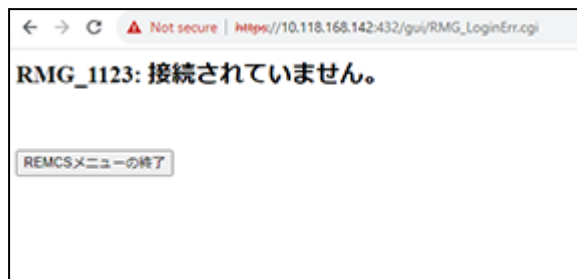 Not secure | https://10.118.168.142:432/gui/RMG_LoginErr.cgi
RMG_1123: 接続されていません。
REMCSメニューの終了